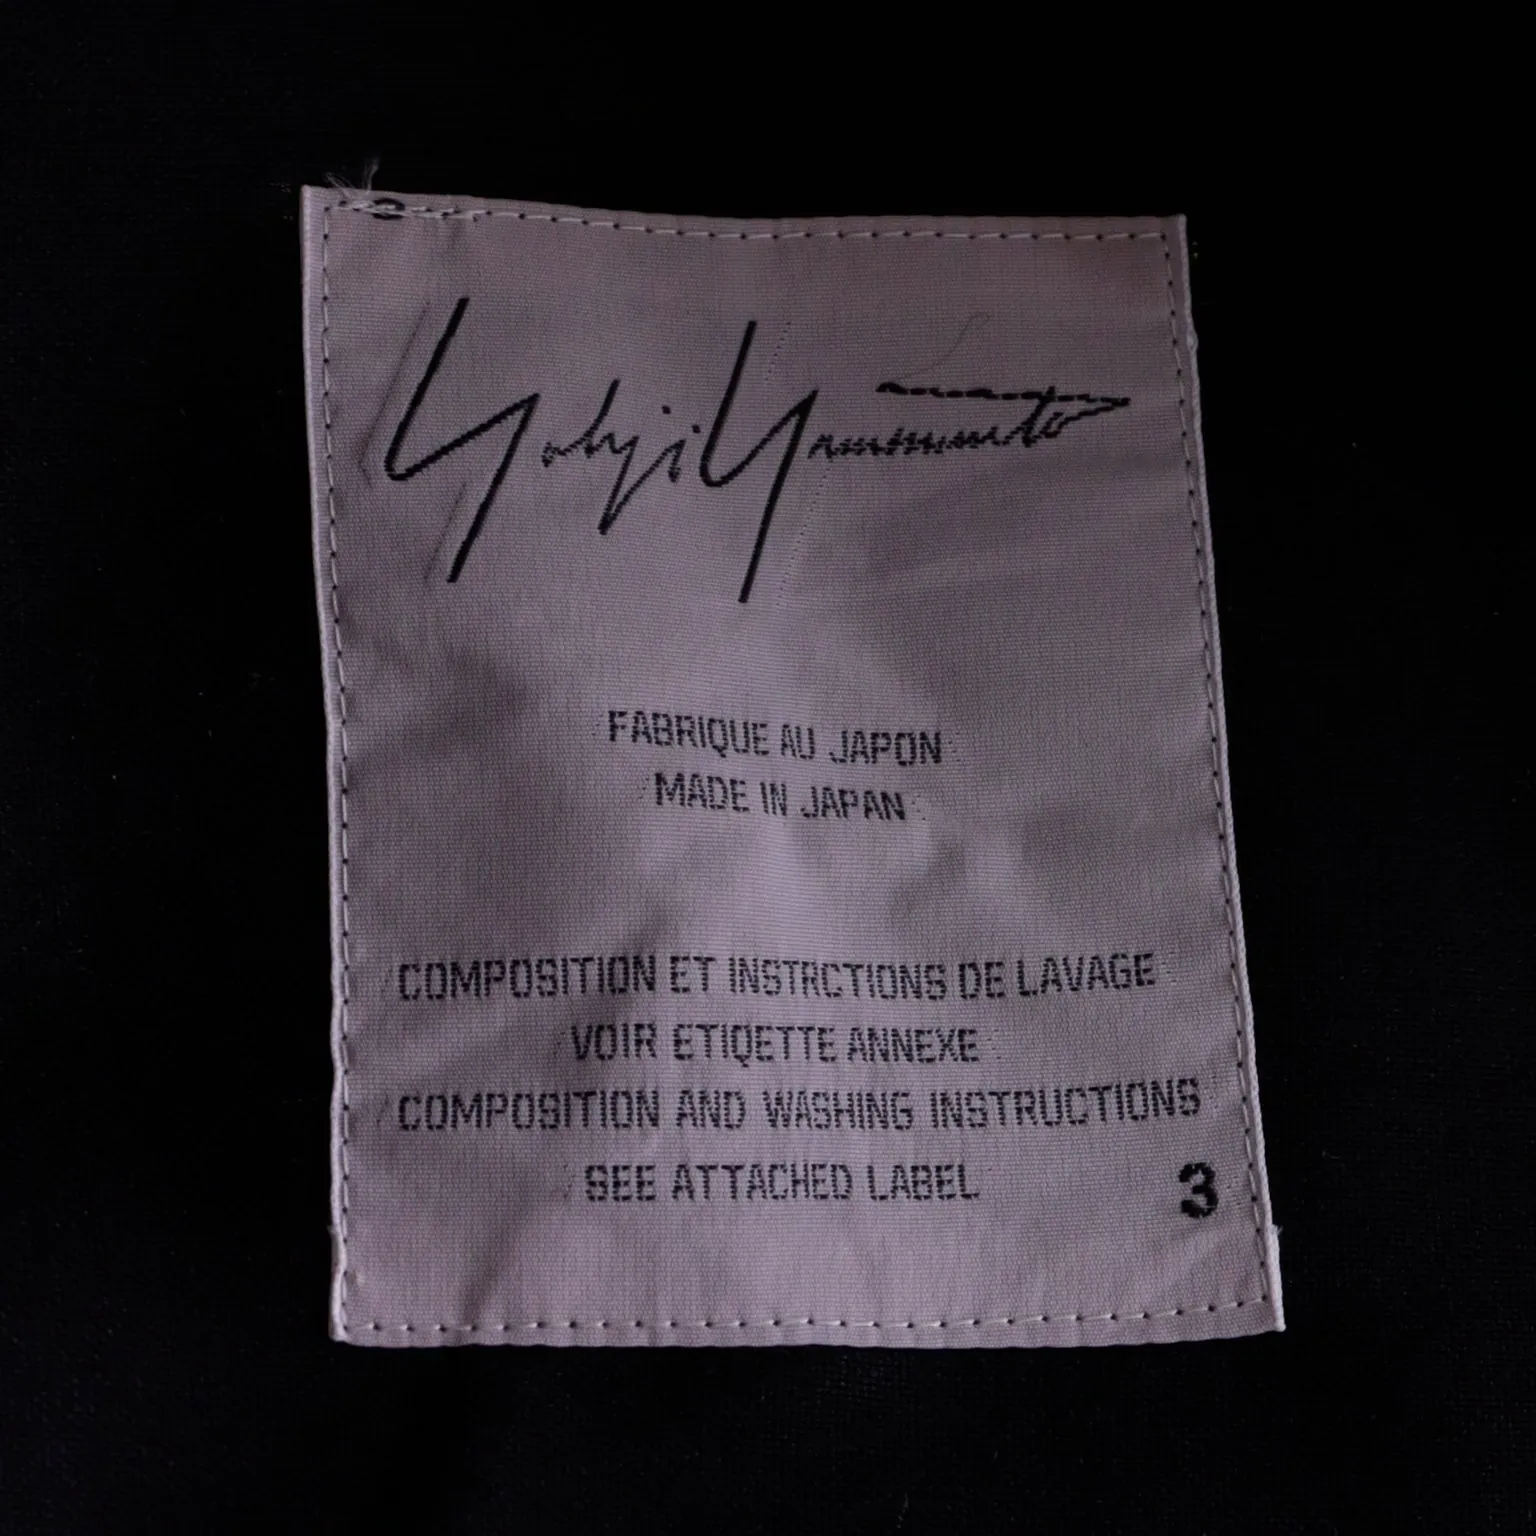 Yohji Yamamoto
FABRIQUE AU JAPON
MADE IN JAPAN
COMPOSITION ET INSTRCTIONS DE LAVAGE
VOIR ETIQETTE ANNEXE
COMPOSITION AND WASHING INSTRUCTIONS
SEE ATTACHED LABEL
3